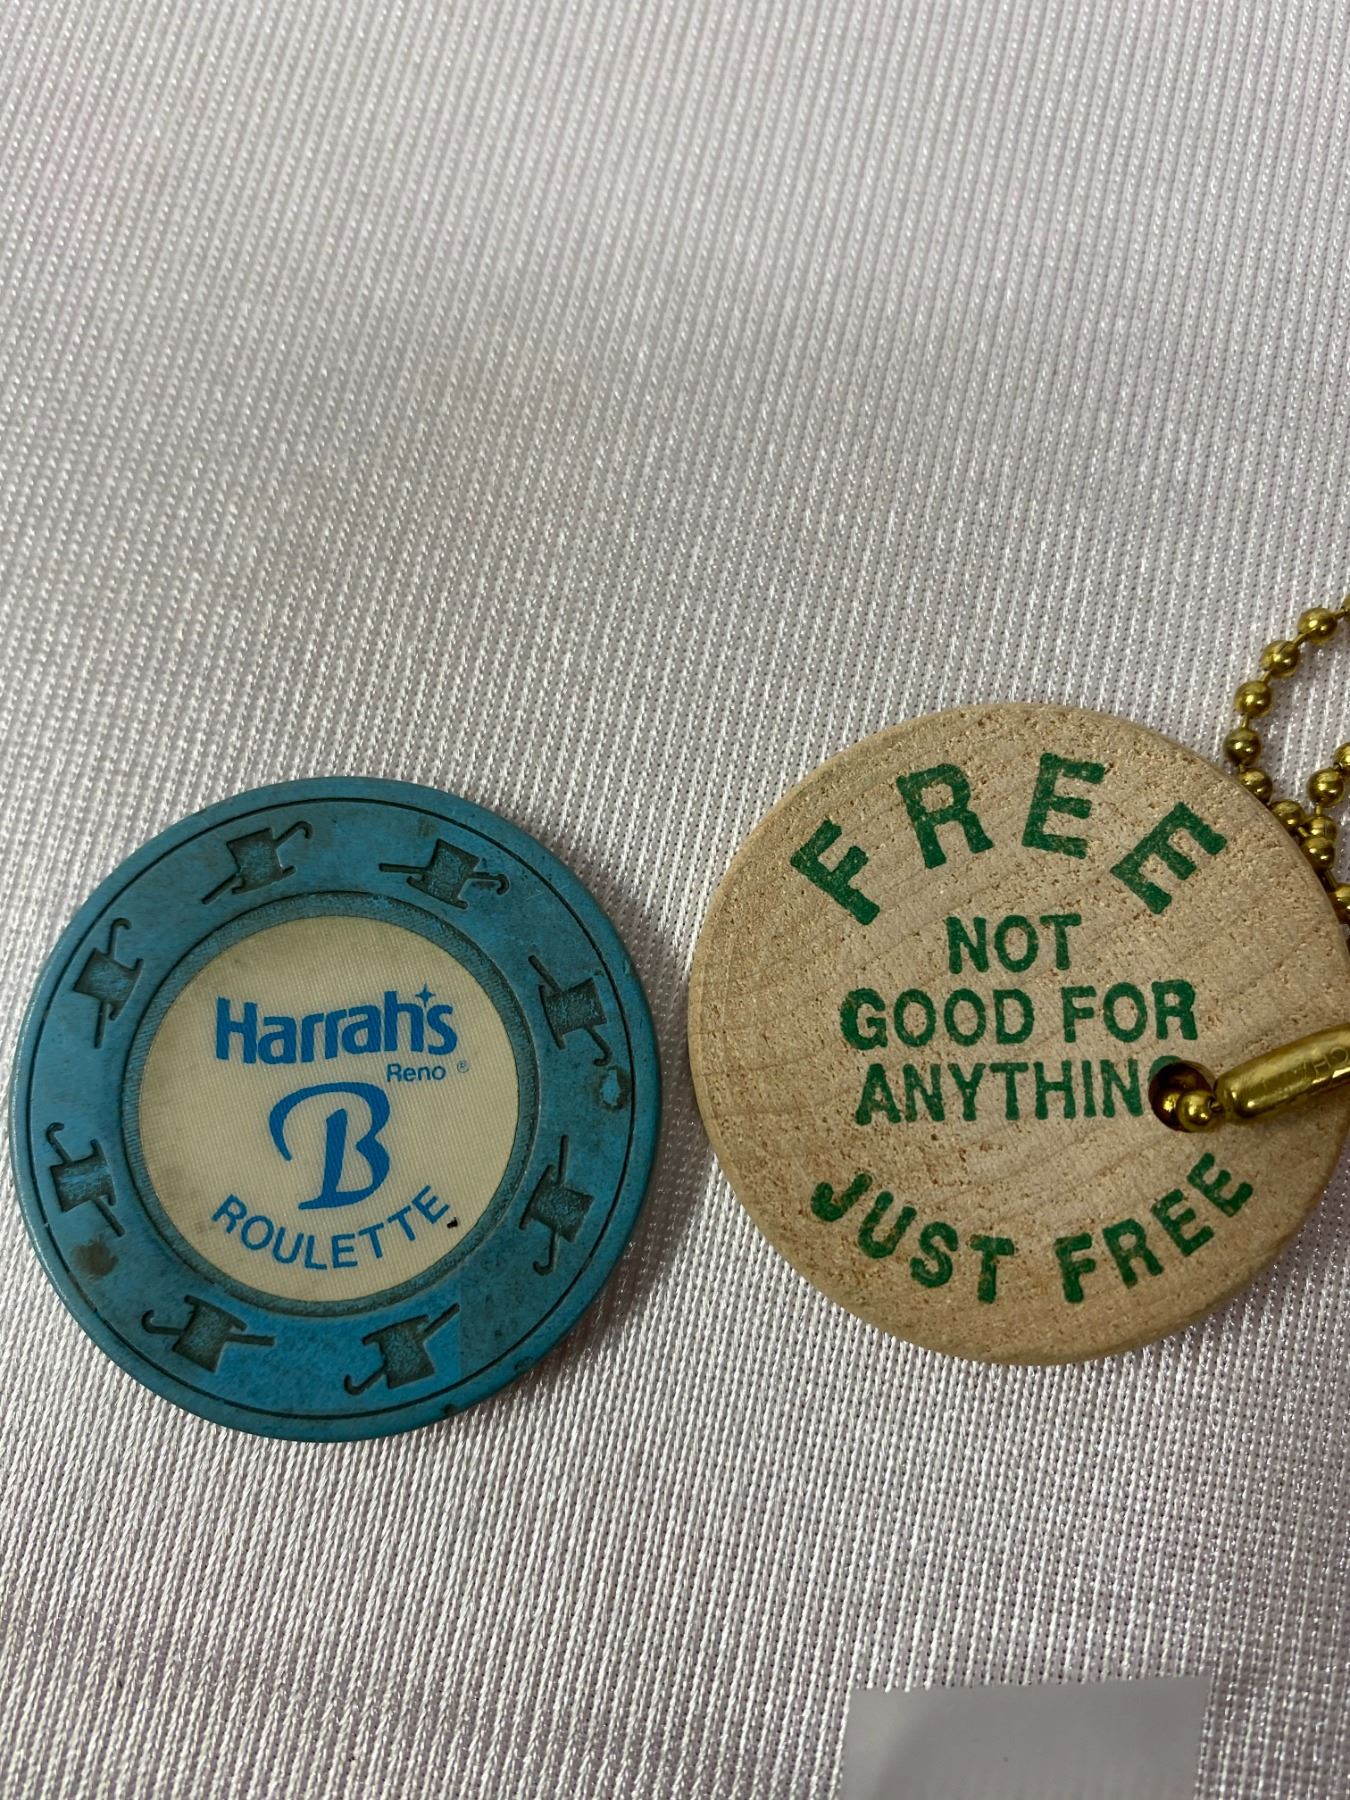 Harrah's
Reno ®
B
ROULETTE
FREE
NOT
GOOD FOR
ANYTHING
JUST FREE